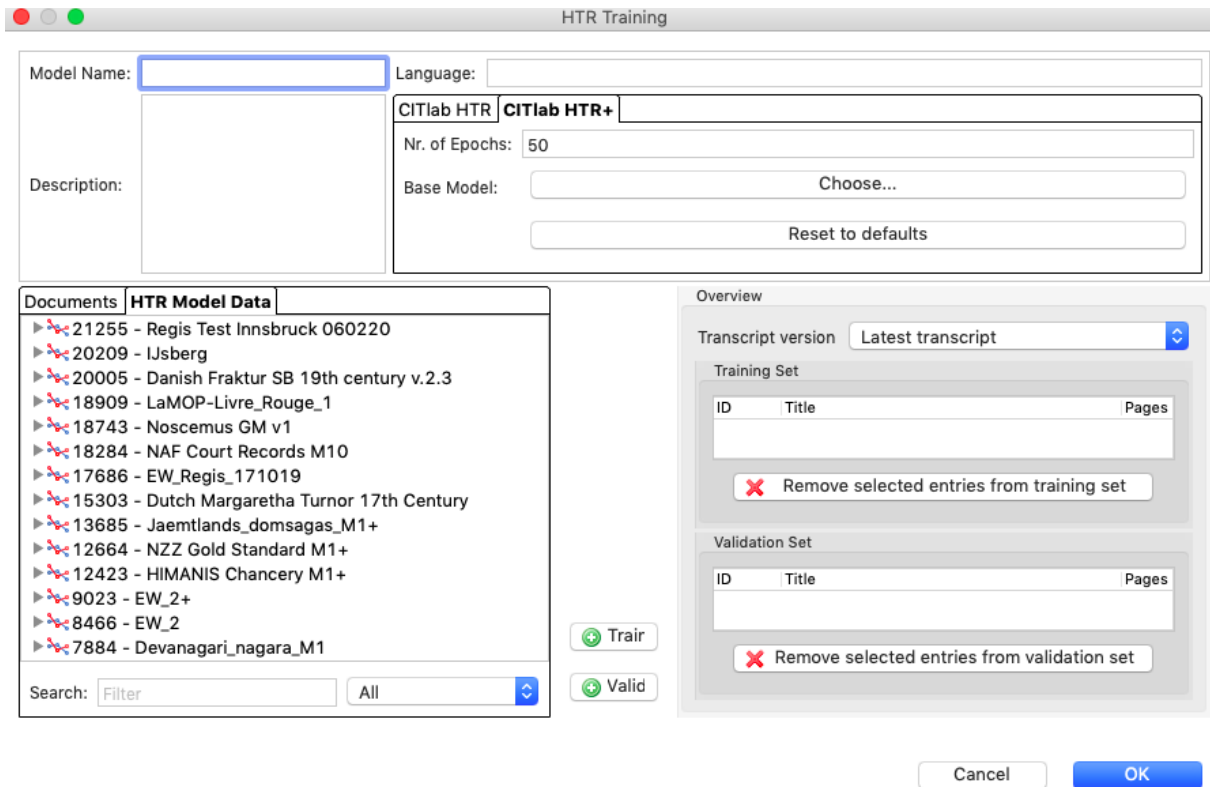 HTR Training
Model Name:
Language:
CITlab HTR CITlab HTR+
Nr. of Epochs: 50
Description:
Base Model: Choose...
Reset to defaults
Documents HTR Model Data
21255 - Regis Test Innsbruck 060220
20209 - IJsberg
20005 - Danish Fraktur SB 19th century v.2.3
18909 - LaMOP-Livre_Rouge_1
18743 - Noscemus GM v1
18284 - NAF Court Records M10
17686 - EW_Regis_171019
15303 - Dutch Margaretha Turnor 17th Century
13685 - Jaemtlands_domsagas_M1+
12664 - NZZ Gold Standard M1+
12423 - HIMANIS Chancery M1+
9023 - EW_2+
8466 - EW_2
7884 - Devanagari_nagara_M1
Search: Filter All
Train
Valid
Overview
Transcript version Latest transcript
Training Set
ID Title Pages
Remove selected entries from training set
Validation Set
ID Title Pages
Remove selected entries from validation set
Cancel OK